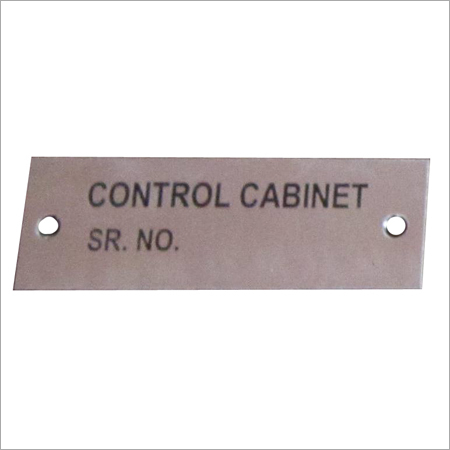 CONTROL CABINET
SR. NO.